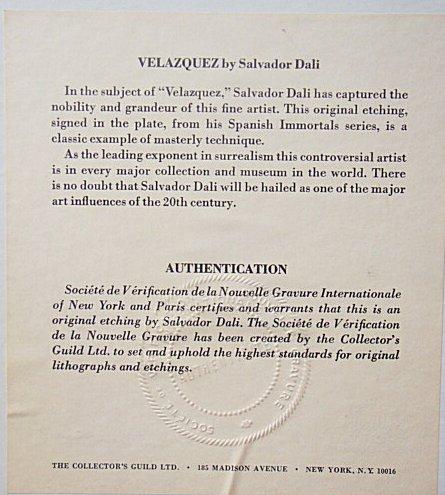 VELAZQUEZ by Salvador Dali
In the subject of “Velazquez,” Salvador Dali has captured the
nobility and grandeur of this fine artist. This original etching,
signed in the plate, from his Spanish Immortals series, is a
classic example of masterly technique.
As the leading exponent in surrealism this controversial artist
is in every major collection and museum in the world. There
is no doubt that Salvador Dali will be hailed as one of the major
art influences of the 20th century.
AUTHENTICATION
Société de Vérification de la Nouvelle Gravure Internationale
of New York and Paris certifies and warrants that this is an
original etching by Salvador Dali. The Société de Vérification
de la Nouvelle Gravure has been created by the Collector's
Guild Ltd. to set and uphold the highest standards for original
lithographs and etchings.
THE COLLECTOR'S GUILD LTD. • 185 MADISON AVENUE • NEW YORK, N.Y. 10016